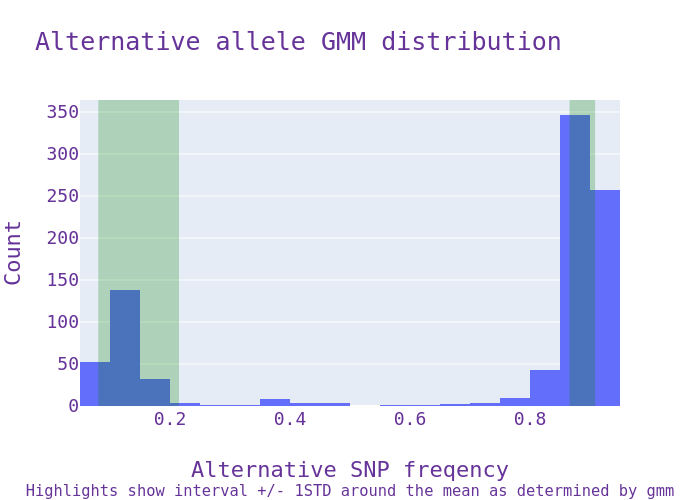 Alternative allele GMM distribution
350
300
250
200
150
100
50
0
Count
0.2 0.4 0.6 0.8
Alternative SNP freqency
Highlights show interval +/- 1STD around the mean as determined by gmm